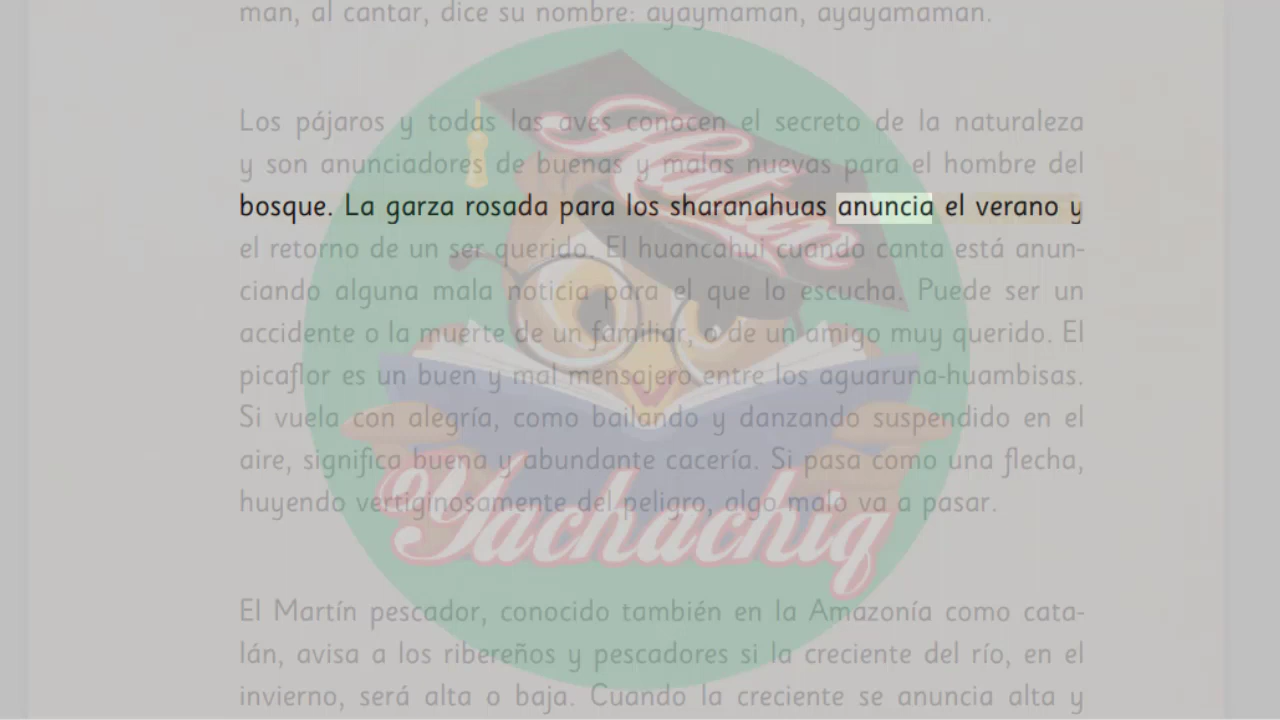 man, al cantar, dice su nombre: ayaymaman, ayayamaman.
Los pájaros y todas las aves conocen el secreto de la naturaleza
y son anunciadores de buenas y malas nuevas para el hombre del
bosque. La garza rosada para los sharanahuas anuncia el verano y
el retorno de un ser querido. El huancahui cuando canta está anun-
ciando alguna mala noticia para el que lo escucha. Puede ser un
accidente o la muerte de un familiar, o de un amigo muy querido. El
picaflor es un buen y mal mensajero entre los aguaruna-huambisas.
Si vuela con alegría, como bailando y danzando suspendido en el
aire, significa buena y abundante cacería. Si pasa como una flecha,
huyendo vertiginosamente del peligro, algo malo va a pasar.
El Martín pescador, conocido también en la Amazonía como cata-
lán, avisa a los ribereños y pescadores si la creciente del río, en el
invierno, será alta o baja. Cuando la creciente se anuncia alta y
Hatun
Yachachiq